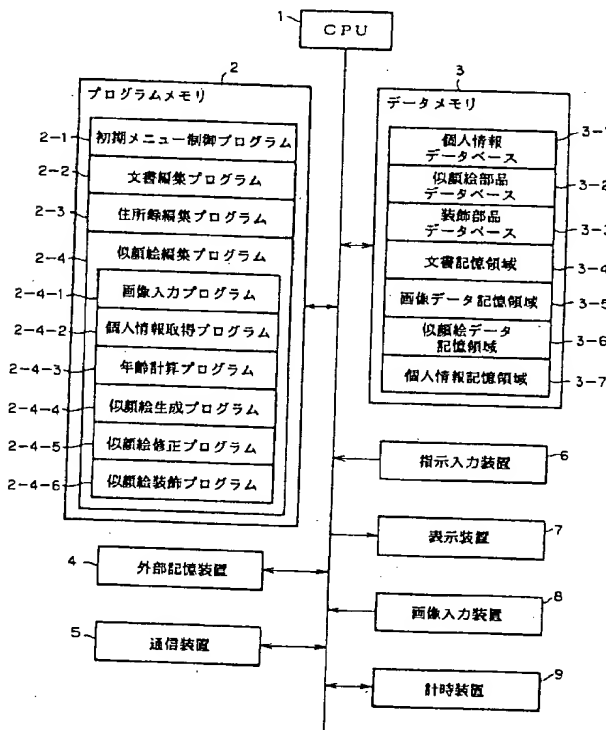 1
CPU
2
プログラムメモリ
2-1
初期メニュー制御プログラム
2-2
文書編集プログラム
2-3
住所録編集プログラム
2-4
似顔絵編集プログラム
2-4-1
画像入力プログラム
2-4-2
個人情報取得プログラム
2-4-3
年齢計算プログラム
2-4-4
似顔絵生成プログラム
2-4-5
似顔絵修正プログラム
2-4-6
似顔絵装飾プログラム
3
データメモリ
個人情報
データベース
似顔絵部品
データベース
3-2
装飾部品
データベース
文書記憶領域
3-4
画像データ記憶領域
3-5
似顔絵データ
記憶領域
3-6
個人情報記憶領域
3-7
4
外部記憶装置
5
通信装置
指示入力装置
6
表示装置
7
画像入力装置
8
計時装置
9